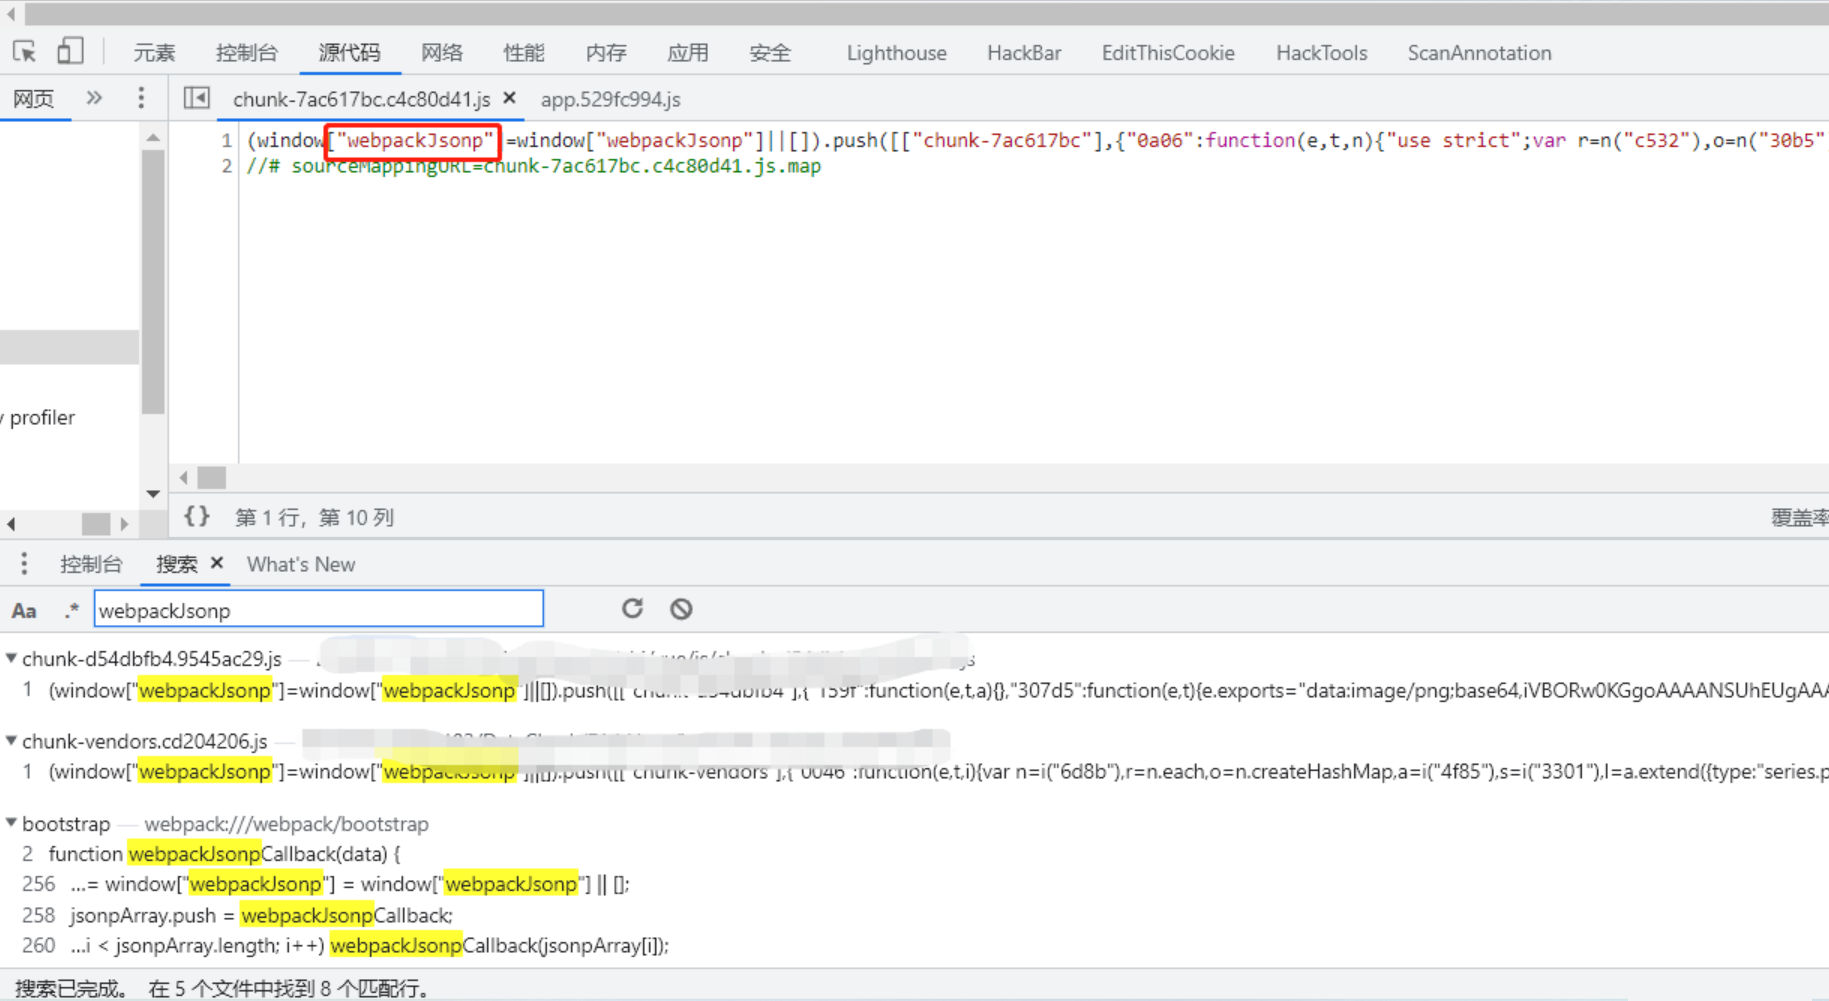 元素 控制台 源代码 网络 性能 内存 应用 安全 Lighthouse HackBar EditThisCookie HackTools ScanAnnotation
网页 » chunk-7ac617bc.c4c80d41.js × app.529fc994.js
1 (window["webpackJsonp"]=window["webpackJsonp"]||[]).push([["chunk-7ac617bc"],{"0a06":function(e,t,n){"use strict";var r=n("c532"),o=n("30b5"
2 //# sourceMappingURL=chunk-7ac617bc.c4c80d41.js.map
profiler
{} 第 1 行，第 10 列 覆盖率
控制台 搜索 × What's New
Aa .* webpackJsonp
chunk-d54dbfb4.9545ac29.js —
1 (window["webpackJsonp"]=window["webpackJsonp"]||[]).push([["chunk-d54dbfb4"],{"159f":function(e,t,a){},"307d5":function(e,t){e.exports="data:image/png;base64,iVBORw0KGgoAAAANSUhEUgAAA
chunk-vendors.cd204206.js —
1 (window["webpackJsonp"]=window["webpackJsonp"]||[]).push([["chunk-vendors"],{"0046":function(e,t,i){var n=i("6d8b"),r=n.each,o=n.createHashMap,a=i("4f85"),s=i("3301"),l=a.extend({type:"series.p
bootstrap — webpack:///webpack/bootstrap
2 function webpackJsonpCallback(data) {
256 ...= window["webpackJsonp"] = window["webpackJsonp"] || [];
258 jsonpArray.push = webpackJsonpCallback;
260 ...i < jsonpArray.length; i++) webpackJsonpCallback(jsonpArray[i]);
搜索已完成。 在 5 个文件中找到 8 个匹配行。